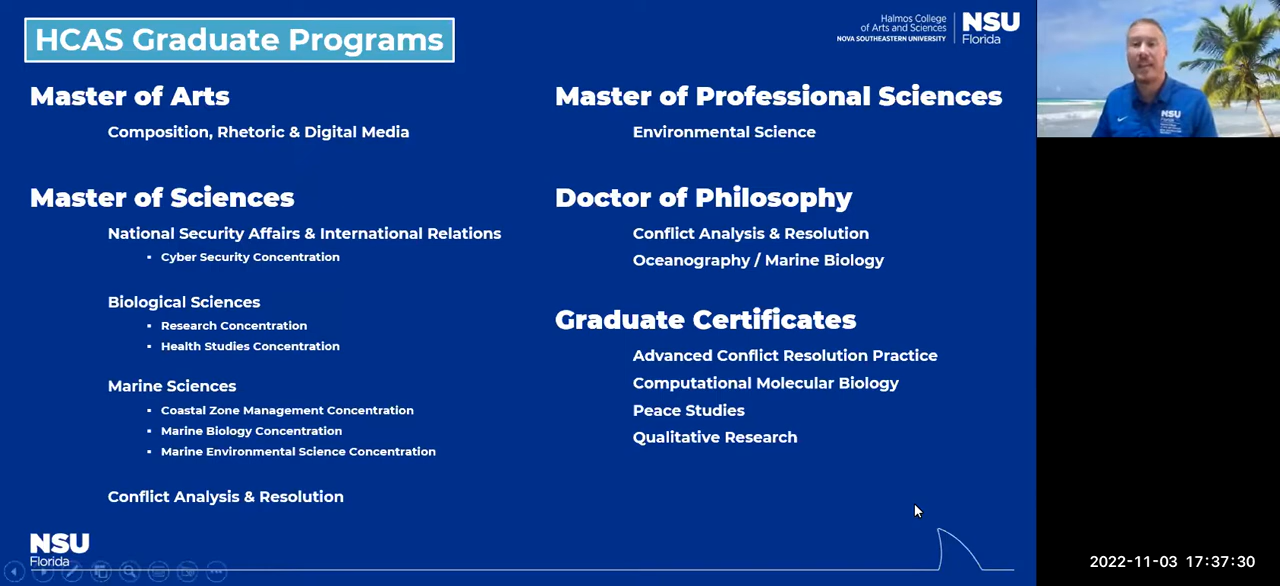 HCAS Graduate Programs
Halmos College
of Arts and Sciences
NOVA SOUTHEASTERN UNIVERSITY
NSU
Florida
Master of Arts
Composition, Rhetoric & Digital Media
Master of Sciences
National Security Affairs & International Relations
▪ Cyber Security Concentration
Biological Sciences
▪ Research Concentration
▪ Health Studies Concentration
Marine Sciences
▪ Coastal Zone Management Concentration
▪ Marine Biology Concentration
▪ Marine Environmental Science Concentration
Conflict Analysis & Resolution
Master of Professional Sciences
Environmental Science
Doctor of Philosophy
Conflict Analysis & Resolution
Oceanography / Marine Biology
Graduate Certificates
Advanced Conflict Resolution Practice
Computational Molecular Biology
Peace Studies
Qualitative Research
NSU
Florida
NSU
Florida
2022-11-03 17:37:30